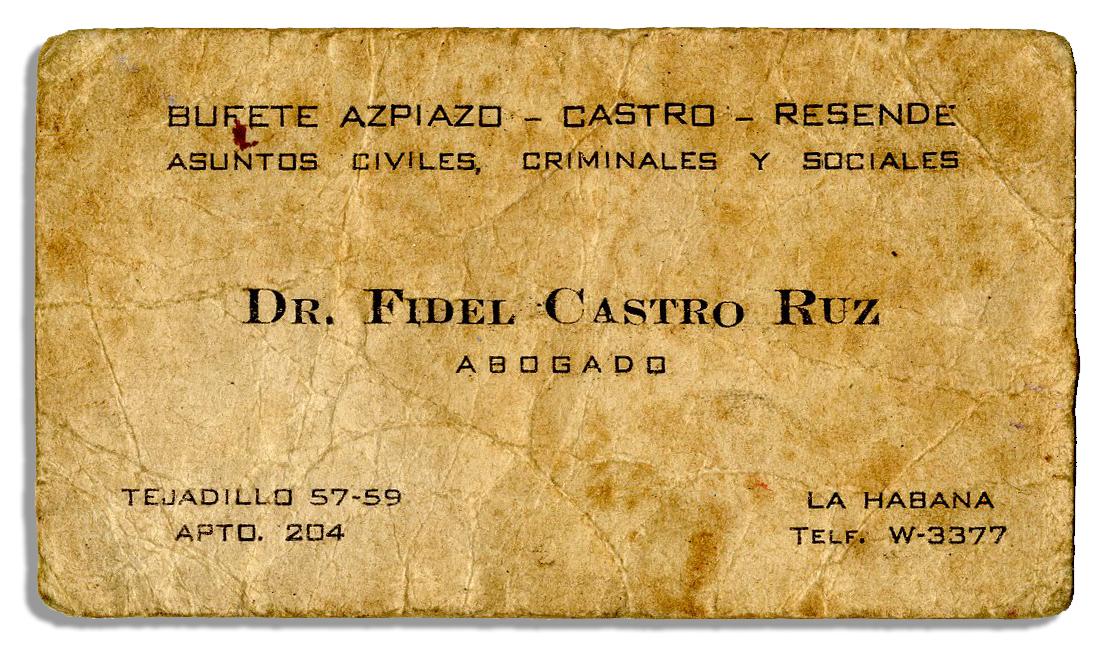 BUFETE AZPIAZO - CASTRO - RESENDE
ASUNTOS CIVILES, CRIMINALES Y SOCIALES
DR. FIDEL CASTRO RUZ
ABOGADO
TEJADILLO 57-59
APTO. 204
LA HABANA
TELF. W-3377